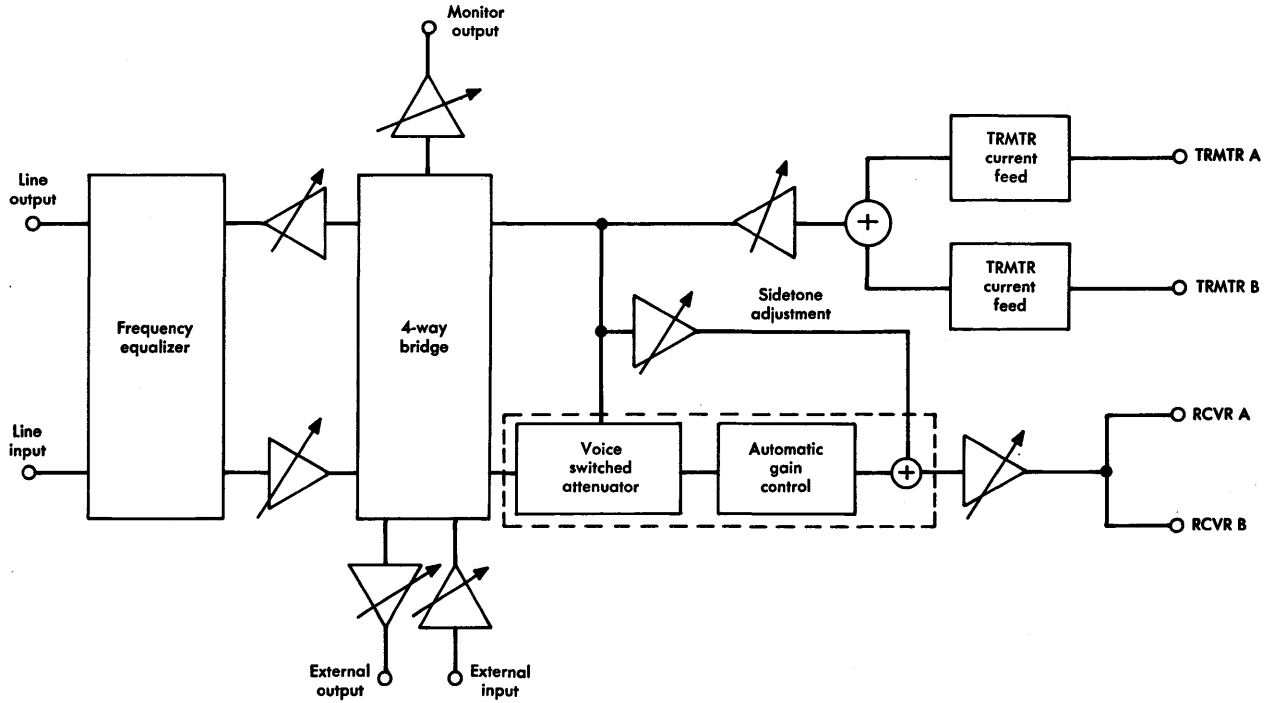 Monitor
output
Line
output
TRMTR
current
feed
TRMTR A
+
TRMTR
current
feed
TRMTR B
Frequency
equalizer
4-way
bridge
Sidetone
adjustment
Line
input
Voice
switched
attenuator
Automatic
gain
control
+
RCVR A
RCVR B
External
output
External
input